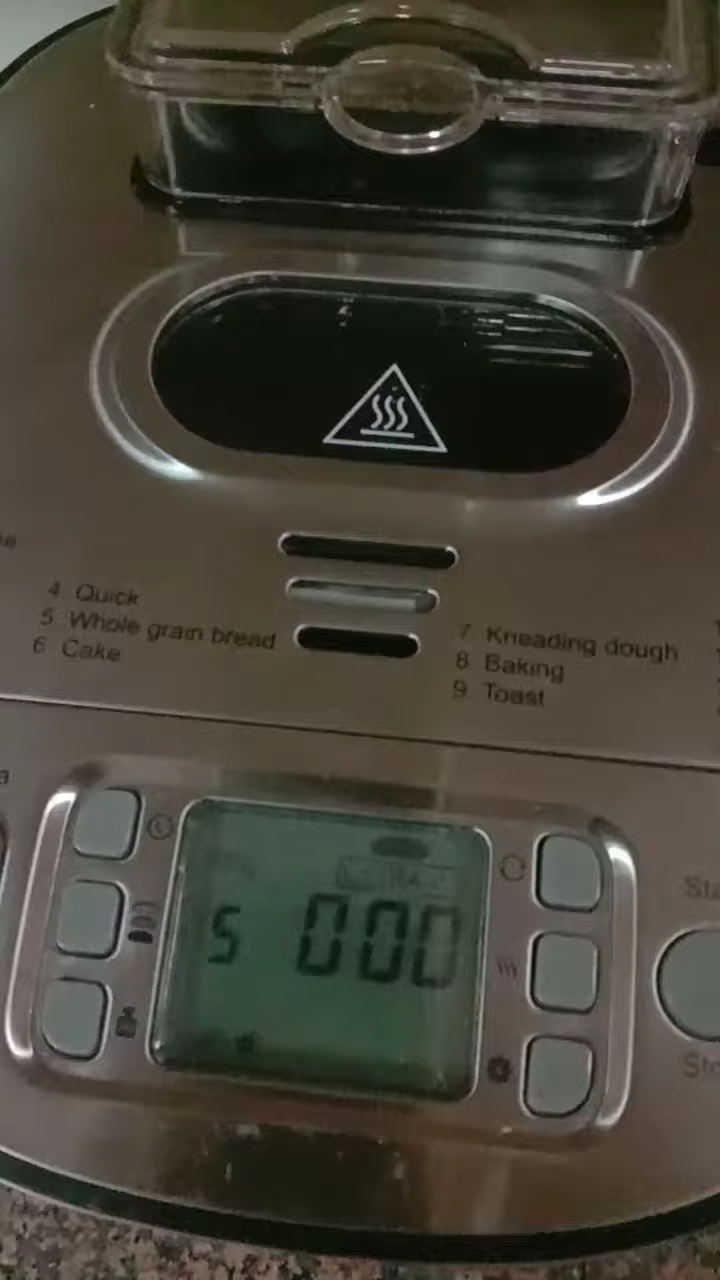 4 Quick
5 Whole grain bread
6 Cake
7 Kneading dough
8 Baking
9 Toast
5 000